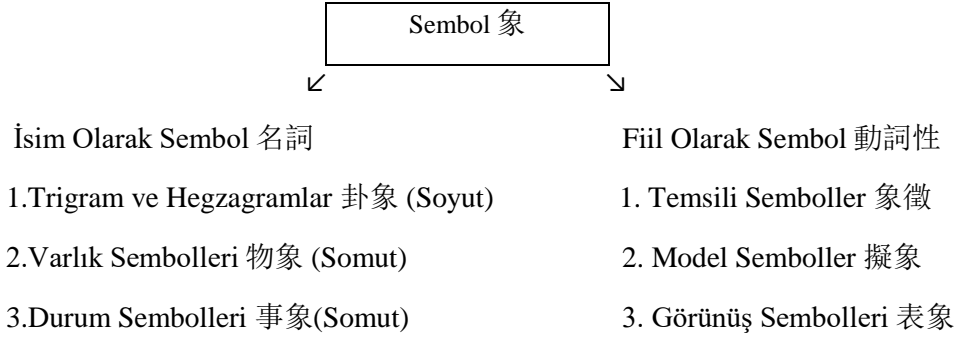 Sembol 象
↙ ↘
İsim Olarak Sembol 名詞 Fiil Olarak Sembol 動詞性
1.Trigram ve Hegzagramlar 卦象 (Soyut) 1. Temsili Semboller 象徵
2.Varlık Sembolleri 物象 (Somut) 2. Model Semboller 擬象
3.Durum Sembolleri 事象(Somut) 3. Görünüş Sembolleri 表象